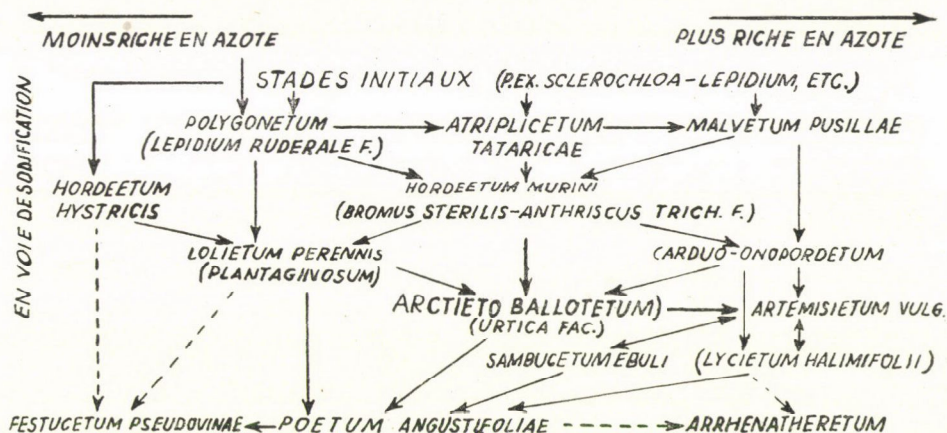 MOINS RICHE EN AZOTE
PLUS RICHE EN AZOTE
EN VOIE DE SODIFICATION
STADES INITIAUX (P.EX. SCLEROCHLOA-LEPIDIUM, ETC.)
POLYGONETUM
(LEPIDIUM RUDERALE F.)
ATRIPLICETUM
TATARICAE
MALVETUM PUSILLAE
HORDEETUM
HYSTRICIS
HORDEETUM MURINI
(BROMUS STERILIS-ANTHRISCUS TRICH. F.)
LOLIETUM PERENNIS
(PLANTAGINOSUM)
CARDUO-ONOPORDETUM
ARCTIETO BALLOTETUM)
(URTICA FAC.)
ARTEMISIETUM VULG.
SAMBUCETUM EBULI
(LYCIETUM HALIMIFOLII)
FESTUCETUM PSEUDOVINAE
POETUM ANGUSTIFOLIAE
ARRHENATHERETUM